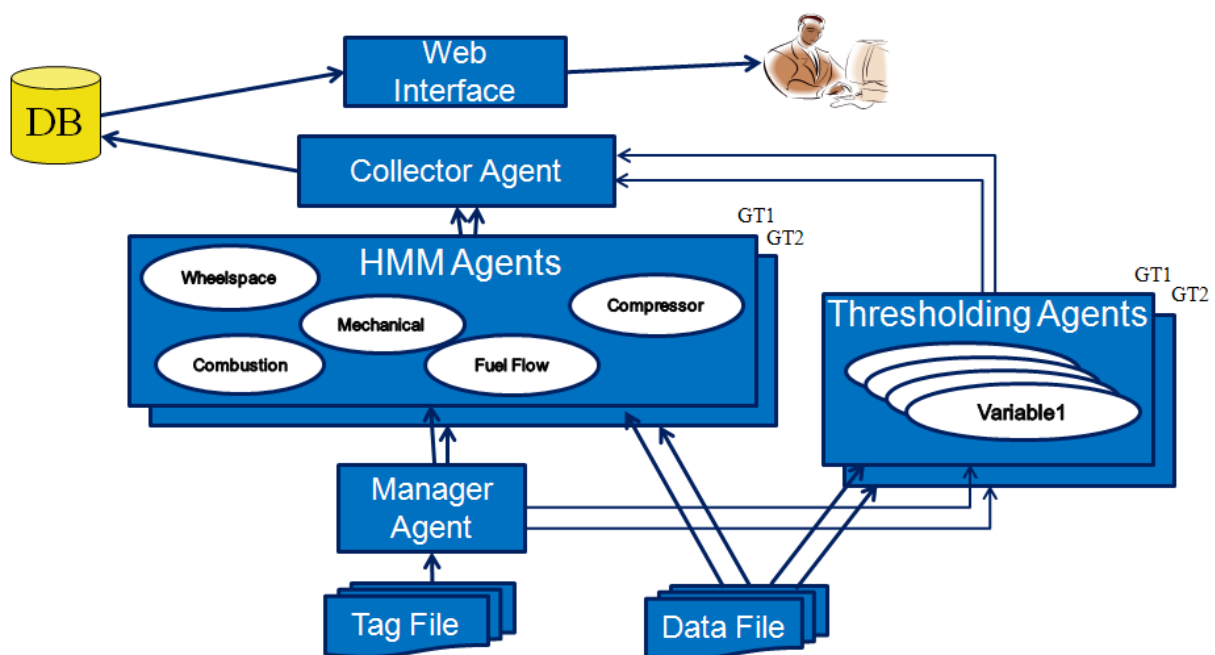 Web
Interface
DB
Collector Agent
GT1
GT2
HMM Agents
Wheelspace
Compressor
Mechanical
Combustion
Fuel Flow
GT1
GT2
Thresholding Agents
Variable1
Manager
Agent
Tag File
Data File